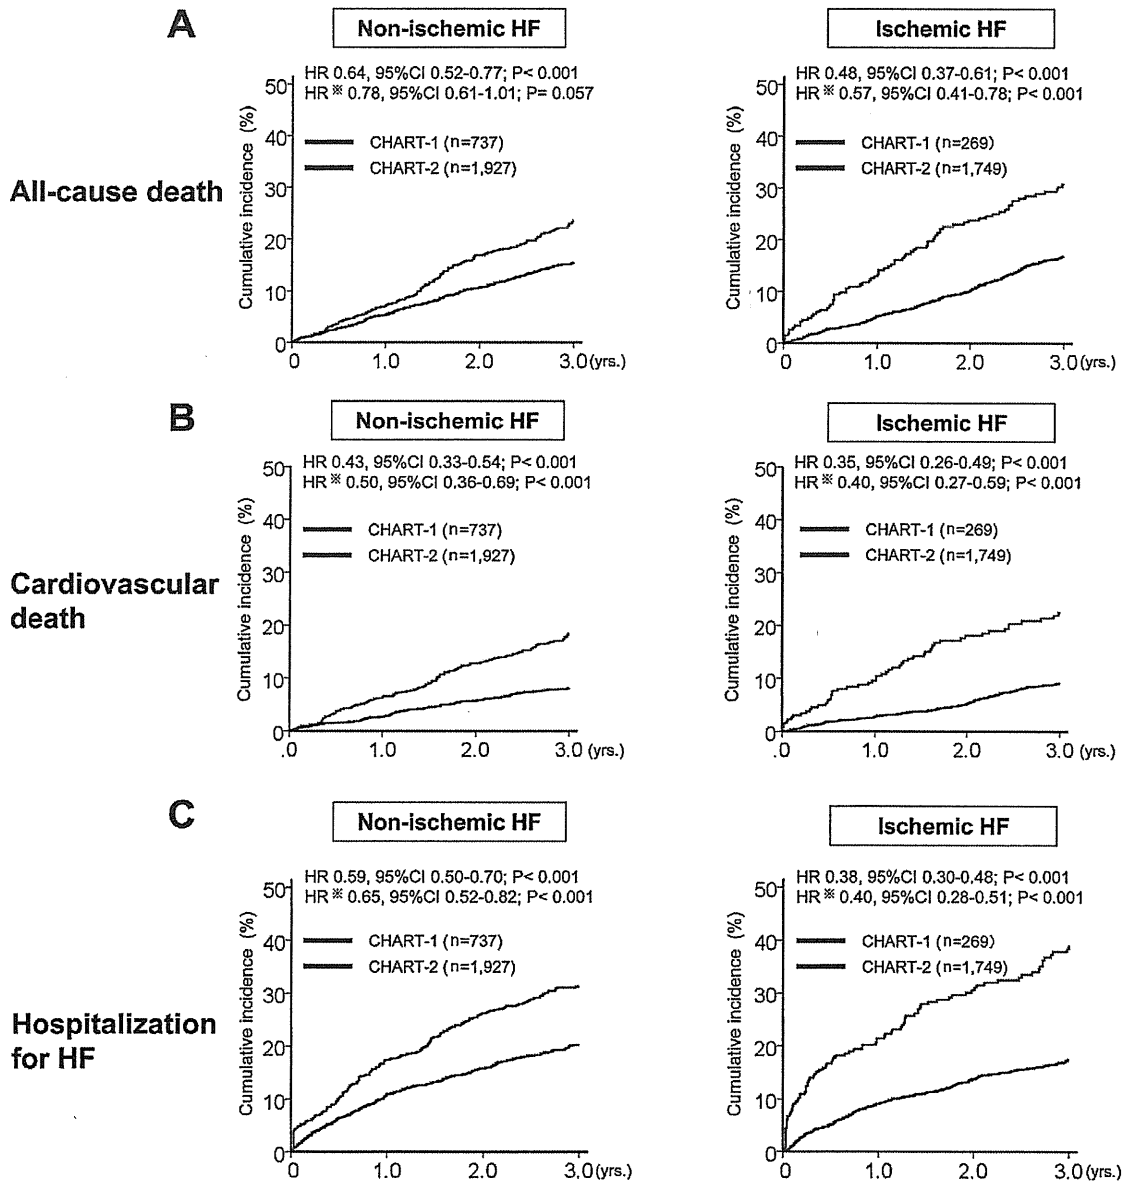 A
Non-ischemic HF
Ischemic HF
All-cause death
HR 0.64, 95%CI 0.52-0.77; P< 0.001
HR※ 0.78, 95%CI 0.61-1.01; P= 0.057
CHART-1 (n=737)
CHART-2 (n=1,927)
Cumulative incidence (%)
50
40
30
20
10
0
0 1.0 2.0 3.0 (yrs.)
HR 0.48, 95%CI 0.37-0.61; P< 0.001
HR※ 0.57, 95%CI 0.41-0.78; P< 0.001
CHART-1 (n=269)
CHART-2 (n=1,749)
Cumulative incidence (%)
50
40
30
20
10
0
0 1.0 2.0 3.0 (yrs.)
B
Non-ischemic HF
Ischemic HF
Cardiovascular
death
HR 0.43, 95%CI 0.33-0.54; P< 0.001
HR※ 0.50, 95%CI 0.36-0.69; P< 0.001
CHART-1 (n=737)
CHART-2 (n=1,927)
Cumulative incidence (%)
50
40
30
20
10
0
.0 1.0 2.0 3.0 (yrs.)
HR 0.35, 95%CI 0.26-0.49; P< 0.001
HR※ 0.40, 95%CI 0.27-0.59; P< 0.001
CHART-1 (n=269)
CHART-2 (n=1,749)
Cumulative incidence (%)
50
40
30
20
10
0
.0 1.0 2.0 3.0 (yrs.)
C
Non-ischemic HF
Ischemic HF
Hospitalization
for HF
HR 0.59, 95%CI 0.50-0.70; P< 0.001
HR※ 0.65, 95%CI 0.52-0.82; P< 0.001
CHART-1 (n=737)
CHART-2 (n=1,927)
Cumulative incidence (%)
50
40
30
20
10
0
0 1.0 2.0 3.0 (yrs.)
HR 0.38, 95%CI 0.30-0.48; P< 0.001
HR※ 0.40, 95%CI 0.28-0.51; P< 0.001
CHART-1 (n=269)
CHART-2 (n=1,749)
Cumulative incidence (%)
50
40
30
20
10
0
0 1.0 2.0 3.0 (yrs.)